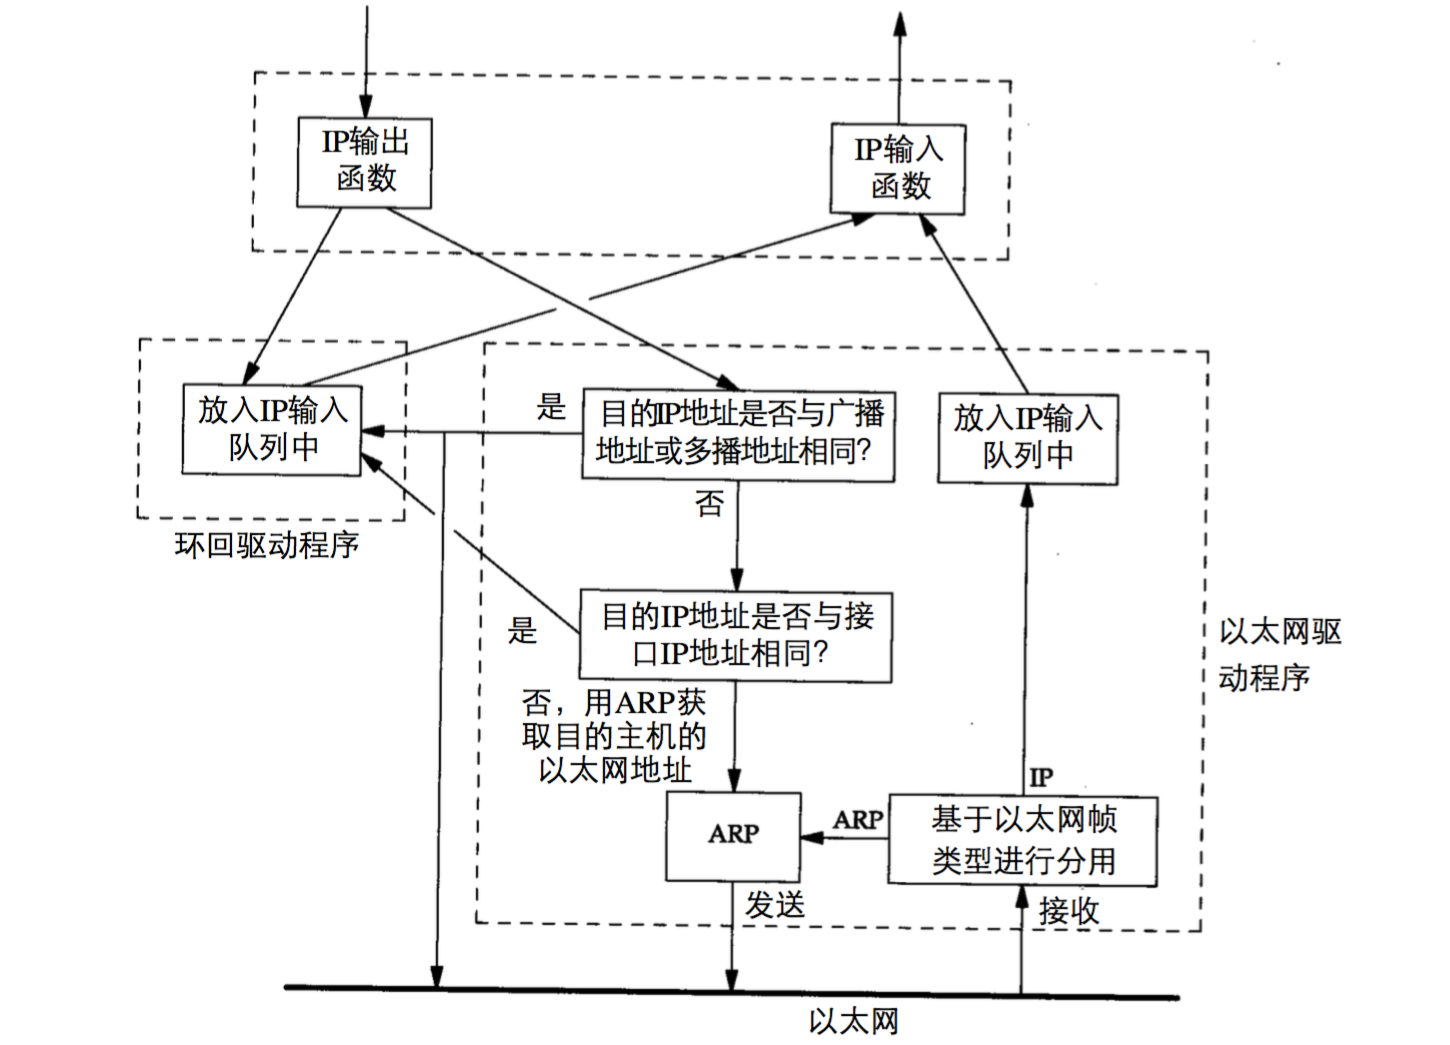 IP输出
函数
IP输入
函数
放入IP输入
队列中
环回驱动程序
是
目的IP地址是否与广播
地址或多播地址相同?
否
放入IP输入
队列中
是
目的IP地址是否与接
口IP地址相同?
否，用ARP获
取目的主机的
以太网地址
以太网驱
动程序
ARP
ARP
IP
基于以太网帧
类型进行分用
发送
接收
以太网